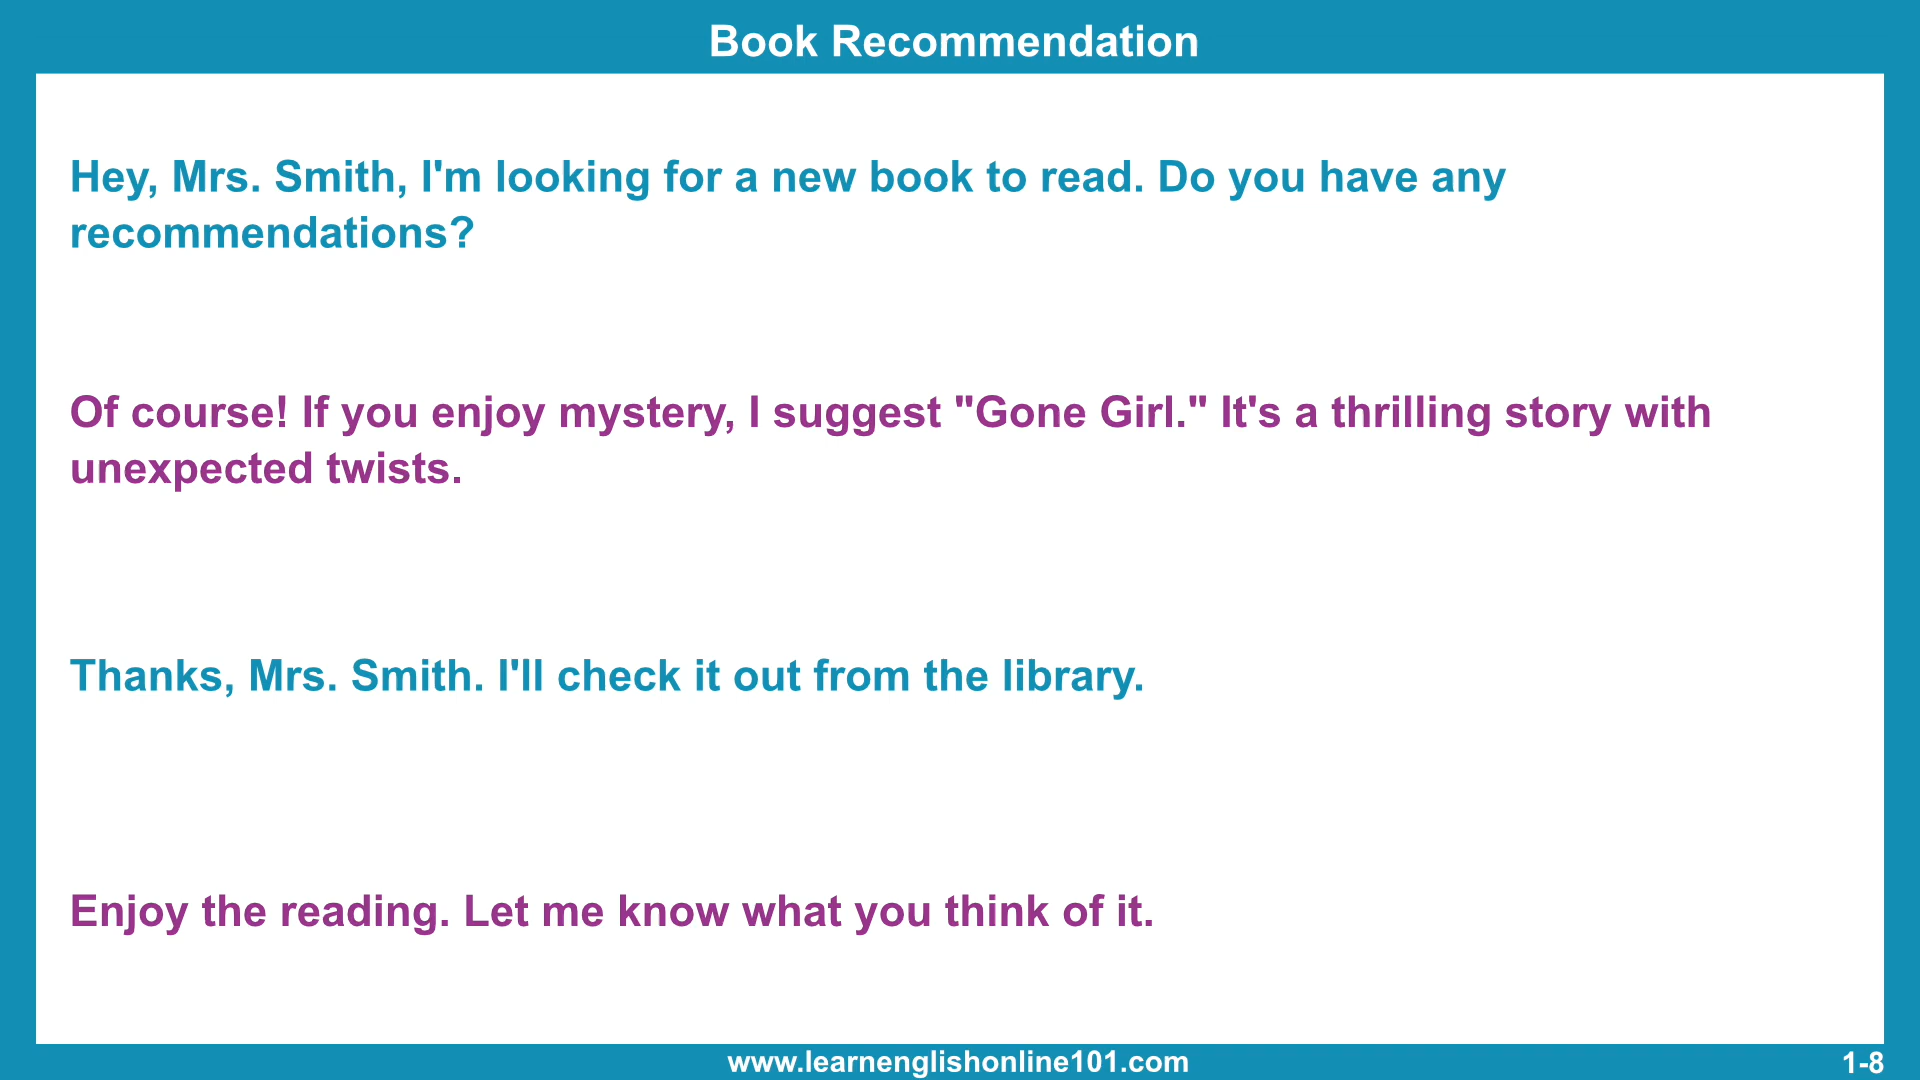 Book Recommendation
Hey, Mrs. Smith, I'm looking for a new book to read. Do you have any
recommendations?
Of course! If you enjoy mystery, I suggest "Gone Girl." It's a thrilling story with
unexpected twists.
Thanks, Mrs. Smith. I'll check it out from the library.
Enjoy the reading. Let me know what you think of it.
www.learnenglishonline101.com
1-8